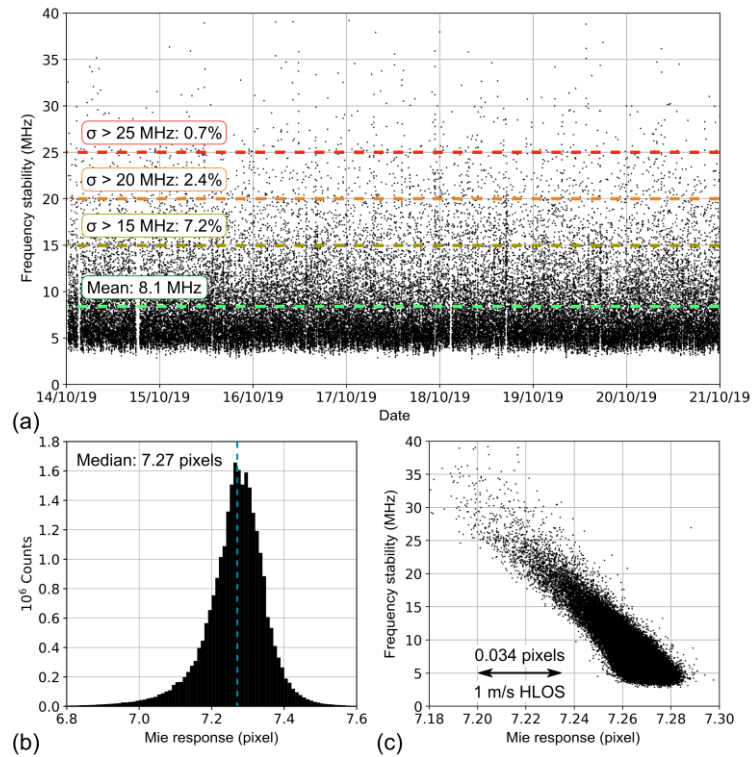 40
35
30
25
20
15
10
5
0
Frequency stability (MHz)
σ > 25 MHz: 0.7%
σ > 20 MHz: 2.4%
σ > 15 MHz: 7.2%
Mean: 8.1 MHz
14/10/19 15/10/19 16/10/19 17/10/19 18/10/19 19/10/19 20/10/19 21/10/19
Date
(a)
1.8
1.6
1.4
1.2
1.0
0.8
0.6
0.4
0.2
0.0
10⁶ Counts
Median: 7.27 pixels
6.8 7.0 7.2 7.4 7.6
Mie response (pixel)
(b)
40
35
30
25
20
15
10
5
0
Frequency stability (MHz)
0.034 pixels
1 m/s HLOS
7.18 7.20 7.22 7.24 7.26 7.28 7.30
Mie response (pixel)
(c)